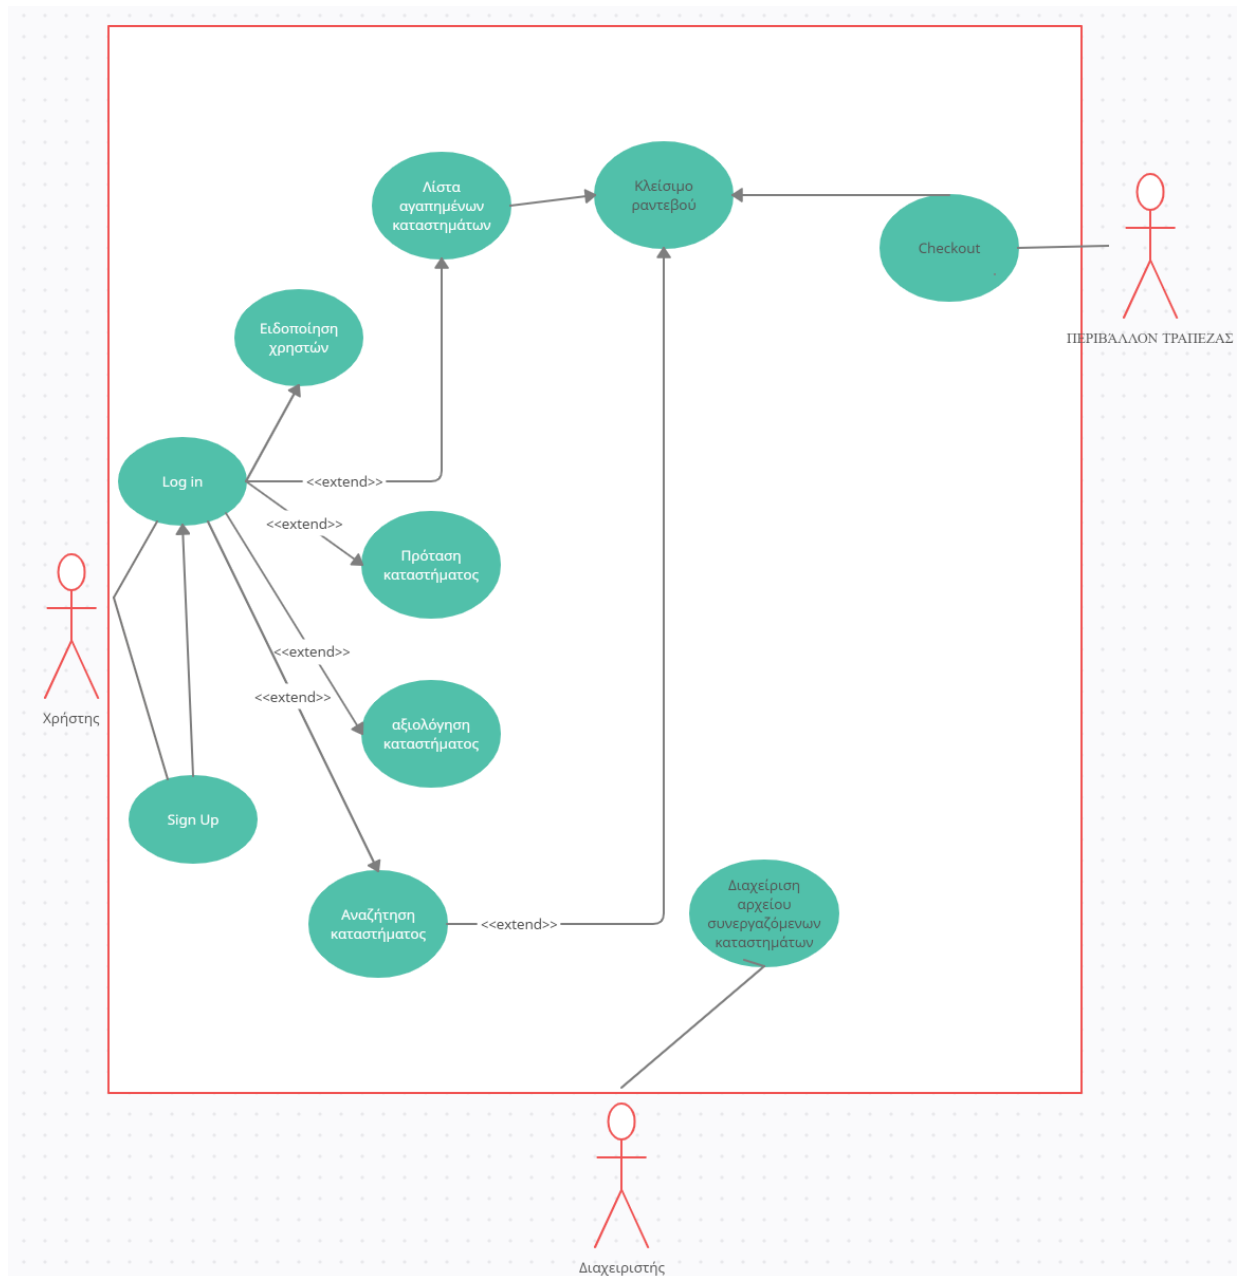 Λίστα
αγαπημένων
καταστημάτων
Κλείσιμο
ραντεβού
Checkout
ΠΕΡΙΒΆΛΛΟΝ ΤΡΑΠΕΖΑΣ
Ειδοποίηση
χρηστών
Log in
<<extend>>
<<extend>>
Πρόταση
καταστήματος
<<extend>>
<<extend>>
Χρήστης
αξιολόγηση
καταστήματος
Sign Up
Αναζήτηση
καταστήματος
<<extend>>
Διαχείριση
αρχείου
συνεργαζόμενων
καταστημάτων
Διαχειριστής